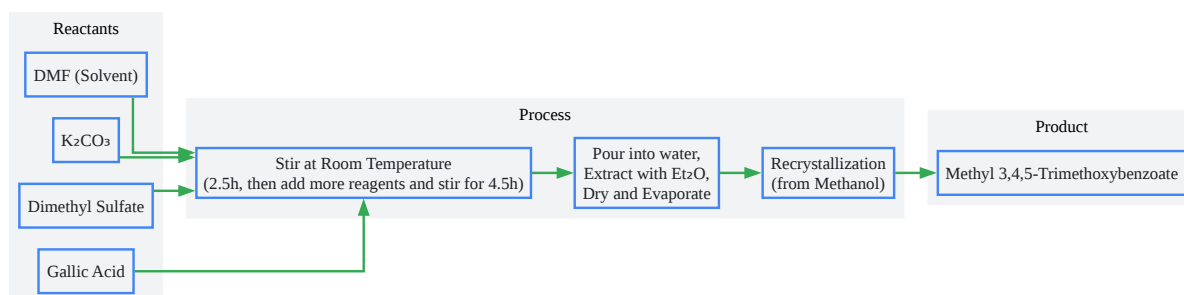 Reactants
DMF (Solvent)
K₂CO₃
Dimethyl Sulfate
Gallic Acid
Process
Stir at Room Temperature
(2.5h, then add more reagents and stir for 4.5h)
Pour into water,
Extract with Et₂O,
Dry and Evaporate
Recrystallization
(from Methanol)
Product
Methyl 3,4,5-Trimethoxybenzoate